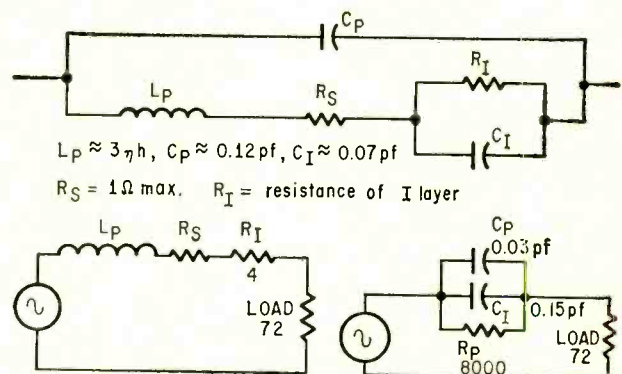 C_P
R_I
L_P
R_S
C_I
L_P ≈ 3ηh, C_P ≈ 0.12pf, C_I ≈ 0.07pf
R_S = 1Ω max. R_I = resistance of I layer
L_P R_S R_I
4
LOAD
72
C_P
0.03pf
C_I 0.15pf
R_P
8000
LOAD
72